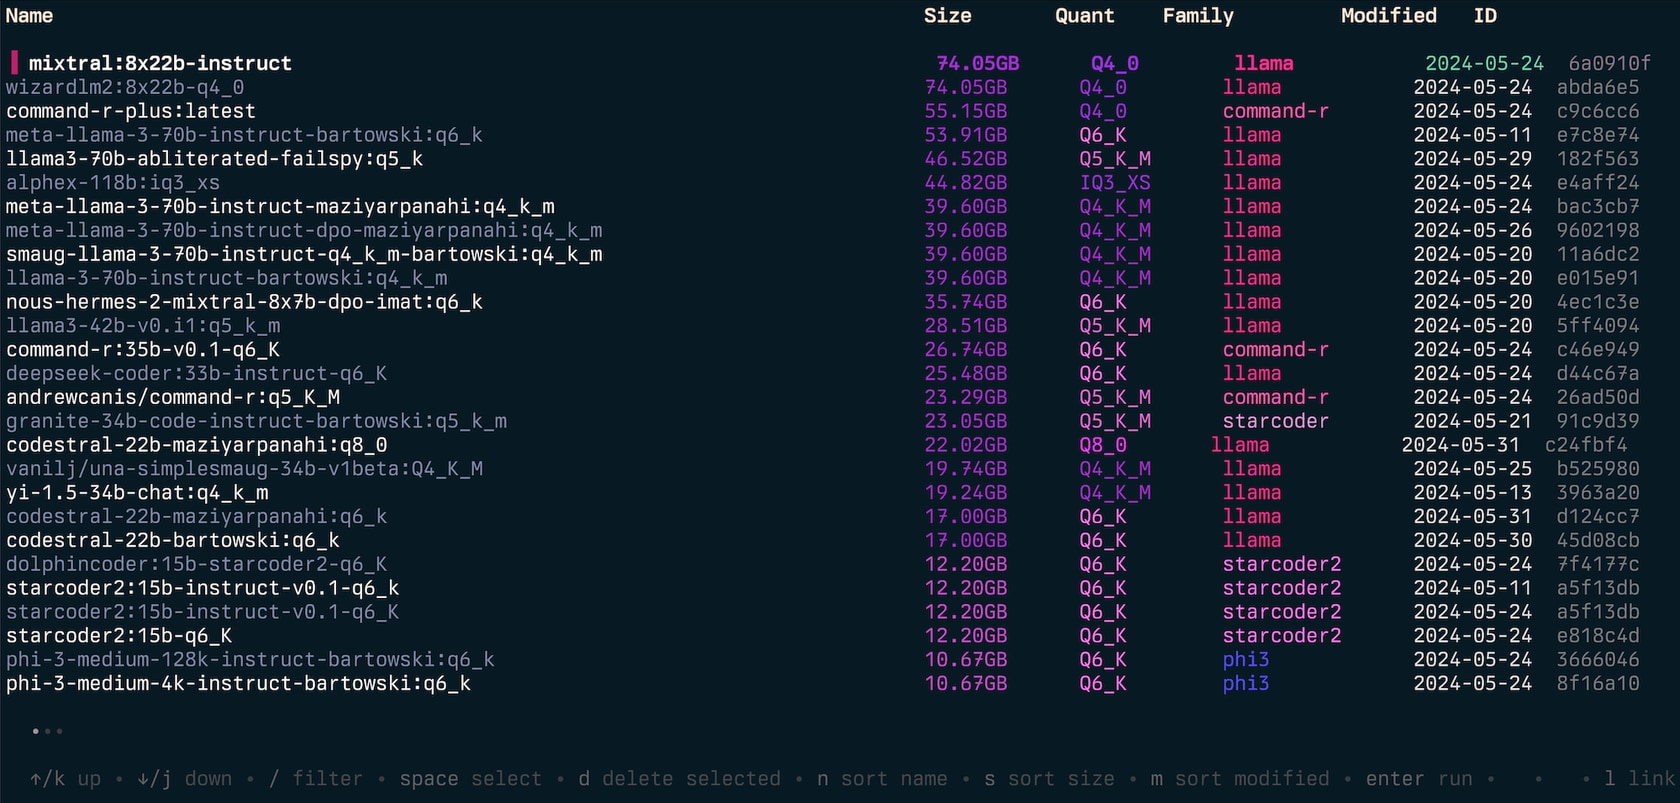 Name Size Quant Family Modified ID
mixtral:8x22b-instruct 74.05GB Q4_0 llama 2024-05-24 6a0910f
wizardlm2:8x22b-q4_0 74.05GB Q4_0 llama 2024-05-24 abda6e5
command-r-plus:latest 55.15GB Q4_0 command-r 2024-05-24 c9c6cc6
meta-llama-3-70b-instruct-bartowski:q6_k 53.91GB Q6_K llama 2024-05-11 e7c8e74
llama3-70b-abliterated-failspy:q5_k 46.52GB Q5_K_M llama 2024-05-29 182f563
alphex-118b:iq3_xs 44.82GB IQ3_XS llama 2024-05-24 e4aff24
meta-llama-3-70b-instruct-maziyarpanahi:q4_k_m 39.60GB Q4_K_M llama 2024-05-24 bac3cb7
meta-llama-3-70b-instruct-dpo-maziyarpanahi:q4_k_m 39.60GB Q4_K_M llama 2024-05-26 9602198
smaug-llama-3-70b-instruct-q4_k_m-bartowski:q4_k_m 39.60GB Q4_K_M llama 2024-05-20 11a6dc2
llama-3-70b-instruct-bartowski:q4_k_m 39.60GB Q4_K_M llama 2024-05-20 e015e91
nous-hermes-2-mixtral-8x7b-dpo-imat:q6_k 35.74GB Q6_K llama 2024-05-20 4ec1c3e
llama3-42b-v0.i1:q5_k_m 28.51GB Q5_K_M llama 2024-05-20 5ff4094
command-r:35b-v0.1-q6_K 26.74GB Q6_K command-r 2024-05-24 c46e949
deepseek-coder:33b-instruct-q6_K 25.48GB Q6_K llama 2024-05-24 d44c67a
andrewcanis/command-r:q5_K_M 23.29GB Q5_K_M command-r 2024-05-24 26ad50d
granite-34b-code-instruct-bartowski:q5_k_m 23.05GB Q5_K_M starcoder 2024-05-21 91c9d39
codestral-22b-maziyarpanahi:q8_0 22.02GB Q8_0 llama 2024-05-31 c24fbf4
vanilj/una-simplesmaug-34b-v1beta:Q4_K_M 19.74GB Q4_K_M llama 2024-05-25 b525980
yi-1.5-34b-chat:q4_k_m 19.24GB Q4_K_M llama 2024-05-13 3963a20
codestral-22b-maziyarpanahi:q6_k 17.00GB Q6_K llama 2024-05-31 d124cc7
codestral-22b-bartowski:q6_k 17.00GB Q6_K llama 2024-05-30 45d08cb
dolphincoder:15b-starcoder2-q6_K 12.20GB Q6_K starcoder2 2024-05-24 7f4177c
starcoder2:15b-instruct-v0.1-q6_k 12.20GB Q6_K starcoder2 2024-05-11 a5f13db
starcoder2:15b-instruct-v0.1-q6_K 12.20GB Q6_K starcoder2 2024-05-24 a5f13db
starcoder2:15b-q6_K 12.20GB Q6_K starcoder2 2024-05-24 e818c4d
phi-3-medium-128k-instruct-bartowski:q6_k 10.67GB Q6_K phi3 2024-05-24 3666046
phi-3-medium-4k-instruct-bartowski:q6_k 10.67GB Q6_K phi3 2024-05-24 8f16a10
•••
↑/k up • ↓/j down • / filter • space select • d delete selected • n sort name • s sort size • m sort modified • enter run • • • l link